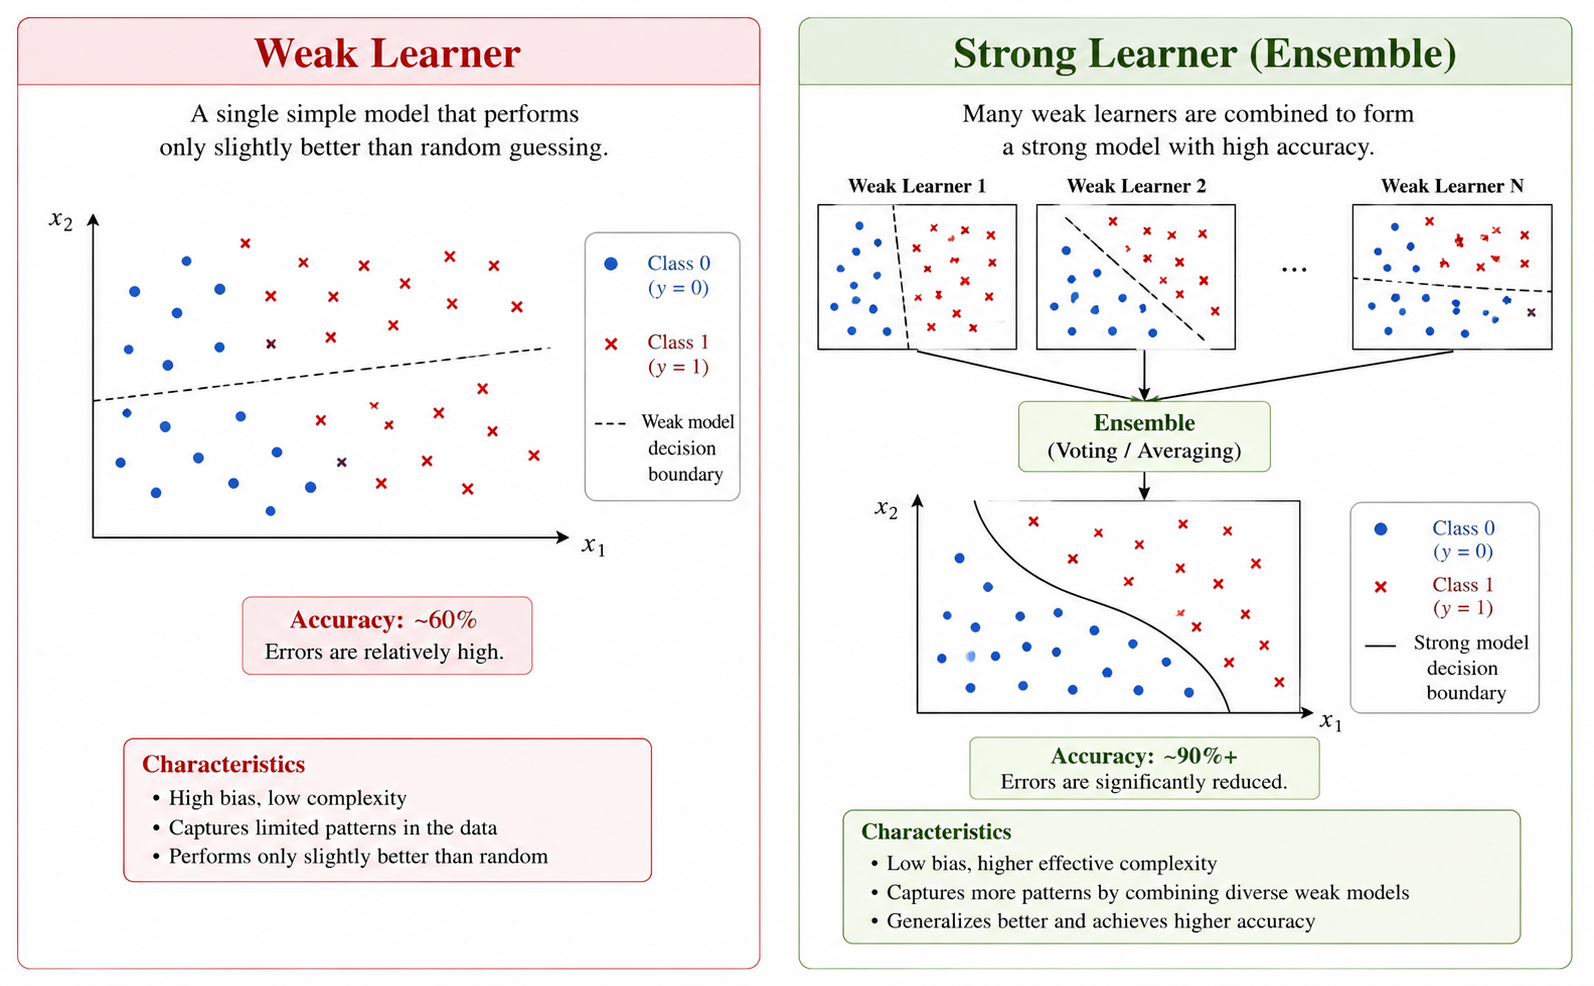 Weak Learner
A single simple model that performs
only slightly better than random guessing.
x₂
Class 0
(y = 0)
Class 1
(y = 1)
Weak model
decision
boundary
x₁
Accuracy: ~60%
Errors are relatively high.
Characteristics
• High bias, low complexity
• Captures limited patterns in the data
• Performs only slightly better than random
Strong Learner (Ensemble)
Many weak learners are combined to form
a strong model with high accuracy.
Weak Learner 1
Weak Learner 2
...
Weak Learner N
Ensemble
(Voting / Averaging)
x₂
Class 0
(y = 0)
Class 1
(y = 1)
Strong model
decision
boundary
x₁
Accuracy: ~90%+
Errors are significantly reduced.
Characteristics
• Low bias, higher effective complexity
• Captures more patterns by combining diverse weak models
• Generalizes better and achieves higher accuracy